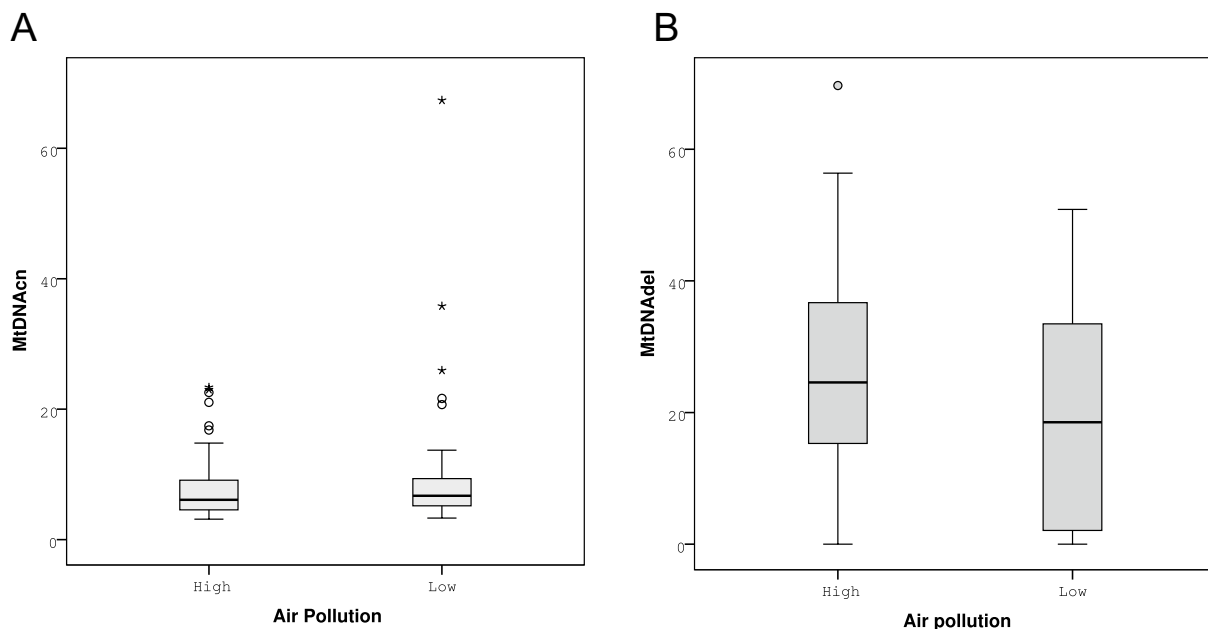 A
60
40
20
0
MtDNAcn
High
Low
Air Pollution
B
60
40
20
0
MtDNAdel
High
Low
Air pollution